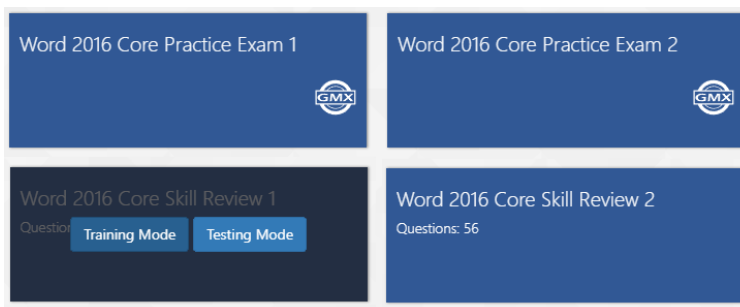 Word 2016 Core Practice Exam 1
GMX
Word 2016 Core Practice Exam 2
GMX
Word 2016 Core Skill Review 1
Question
Training Mode
Testing Mode
Word 2016 Core Skill Review 2
Questions: 56